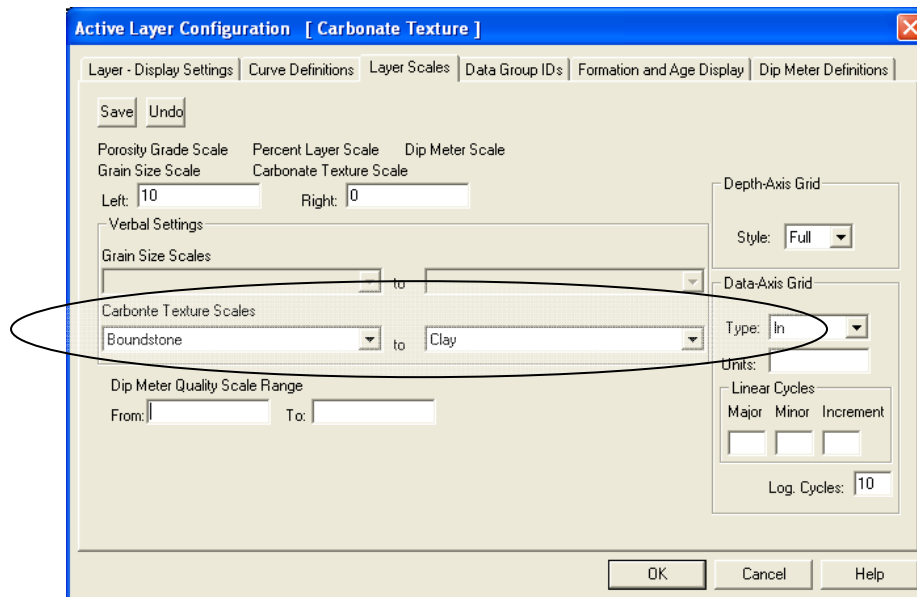 Active Layer Configuration [ Carbonate Texture ]
Layer - Display Settings Curve Definitions Layer Scales Data Group IDs Formation and Age Display Dip Meter Definitions
Save Undo
Porosity Grade Scale Percent Layer Scale Dip Meter Scale
Grain Size Scale Carbonate Texture Scale
Left: 10 Right: 0
Verbal Settings
Grain Size Scales
to
Carbonte Texture Scales
Boundstone to Clay
Dip Meter Quality Scale Range
From: To:
Depth-Axis Grid
Style: Full
Data-Axis Grid
Type: In
Units:
Linear Cycles
Major Minor Increment
Log. Cycles: 10
OK Cancel Help